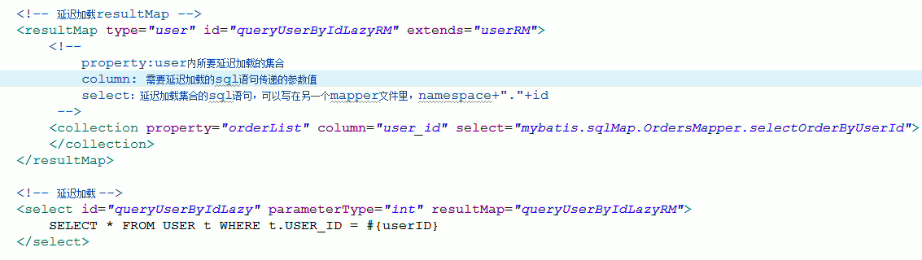 <!-- 延迟加载resultMap -->
<resultMap type="user" id="queryUserByIdLazyRM" extends="userRM">
<!--
property:user内所要延迟加载的集合
column: 需要延迟加载的sql语句传递的参数值
select: 延迟加载集合的sql语句，可以写在另一个mapper文件里，namespace+"."+id
-->
<collection property="orderList" column="user_id" select="mybatis.sqlMap.OrdersMapper.selectOrderByUserId">
</collection>
</resultMap>
<!-- 延迟加载 -->
<select id="queryUserByIdLazy" parameterType="int" resultMap="queryUserByIdLazyRM">
SELECT * FROM USER t WHERE t.USER_ID = #{userID}
</select>